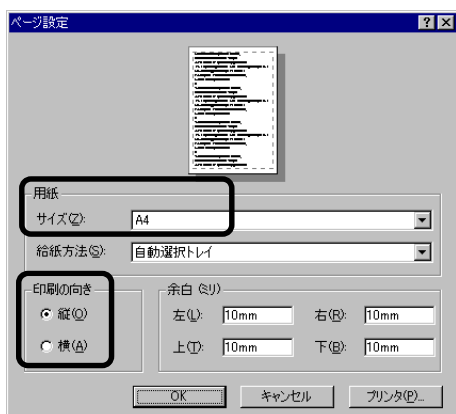 ページ設定
用紙
サイズ(Z): A4
給紙方法(S): 自動選択トレイ
印刷の向き
縦(O)
横(A)
余白 (ミリ)
左(L): 10mm 右(R): 10mm
上(T): 10mm 下(B): 10mm
OK キャンセル プリンタ(P)...